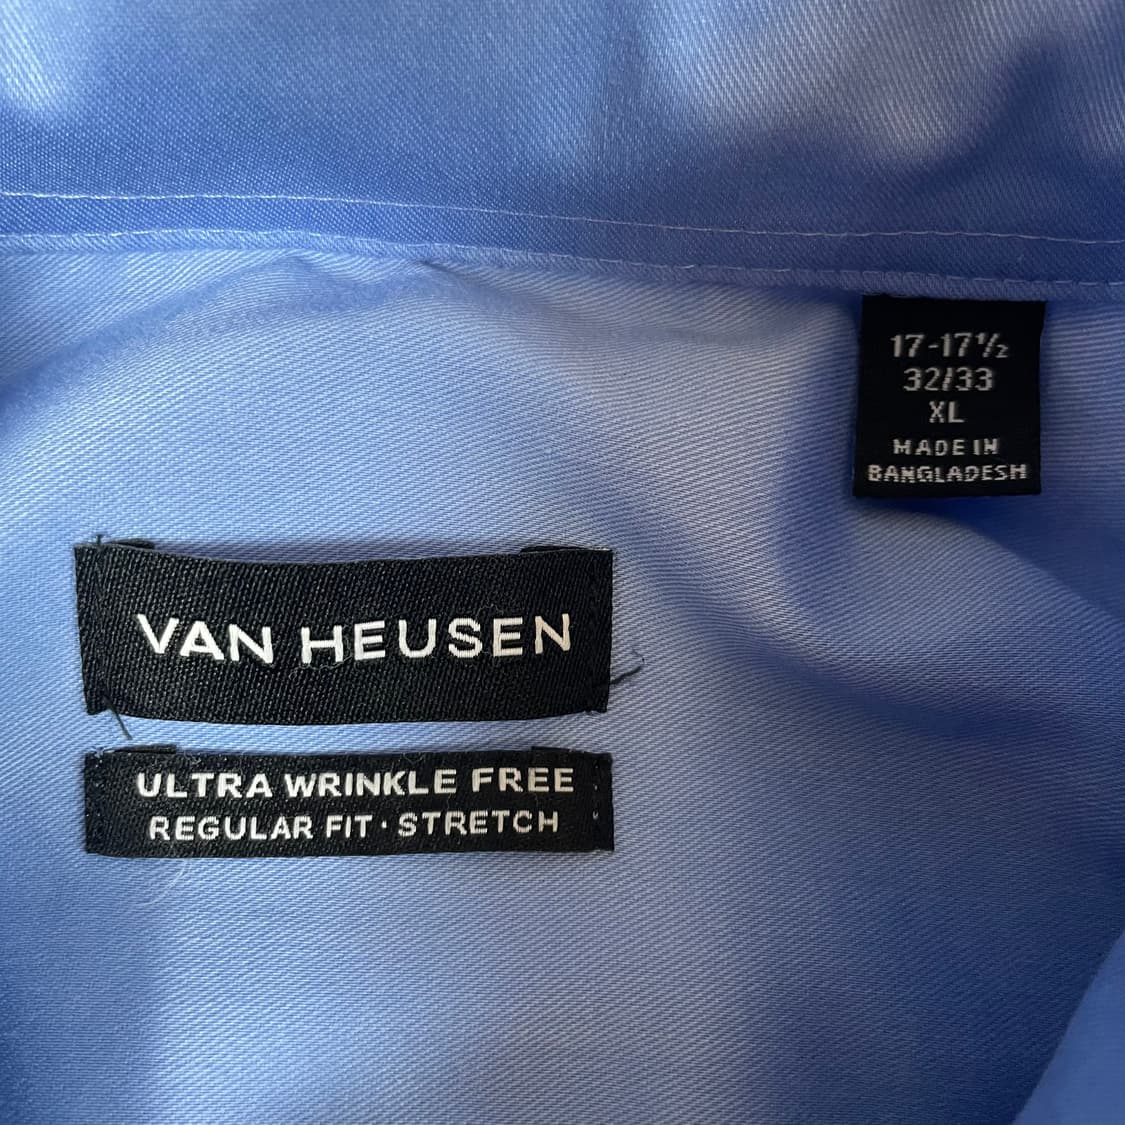 17-17½
32/33
XL
MADE IN
BANGLADESH
VAN HEUSEN
ULTRA WRINKLE FREE
REGULAR FIT · STRETCH